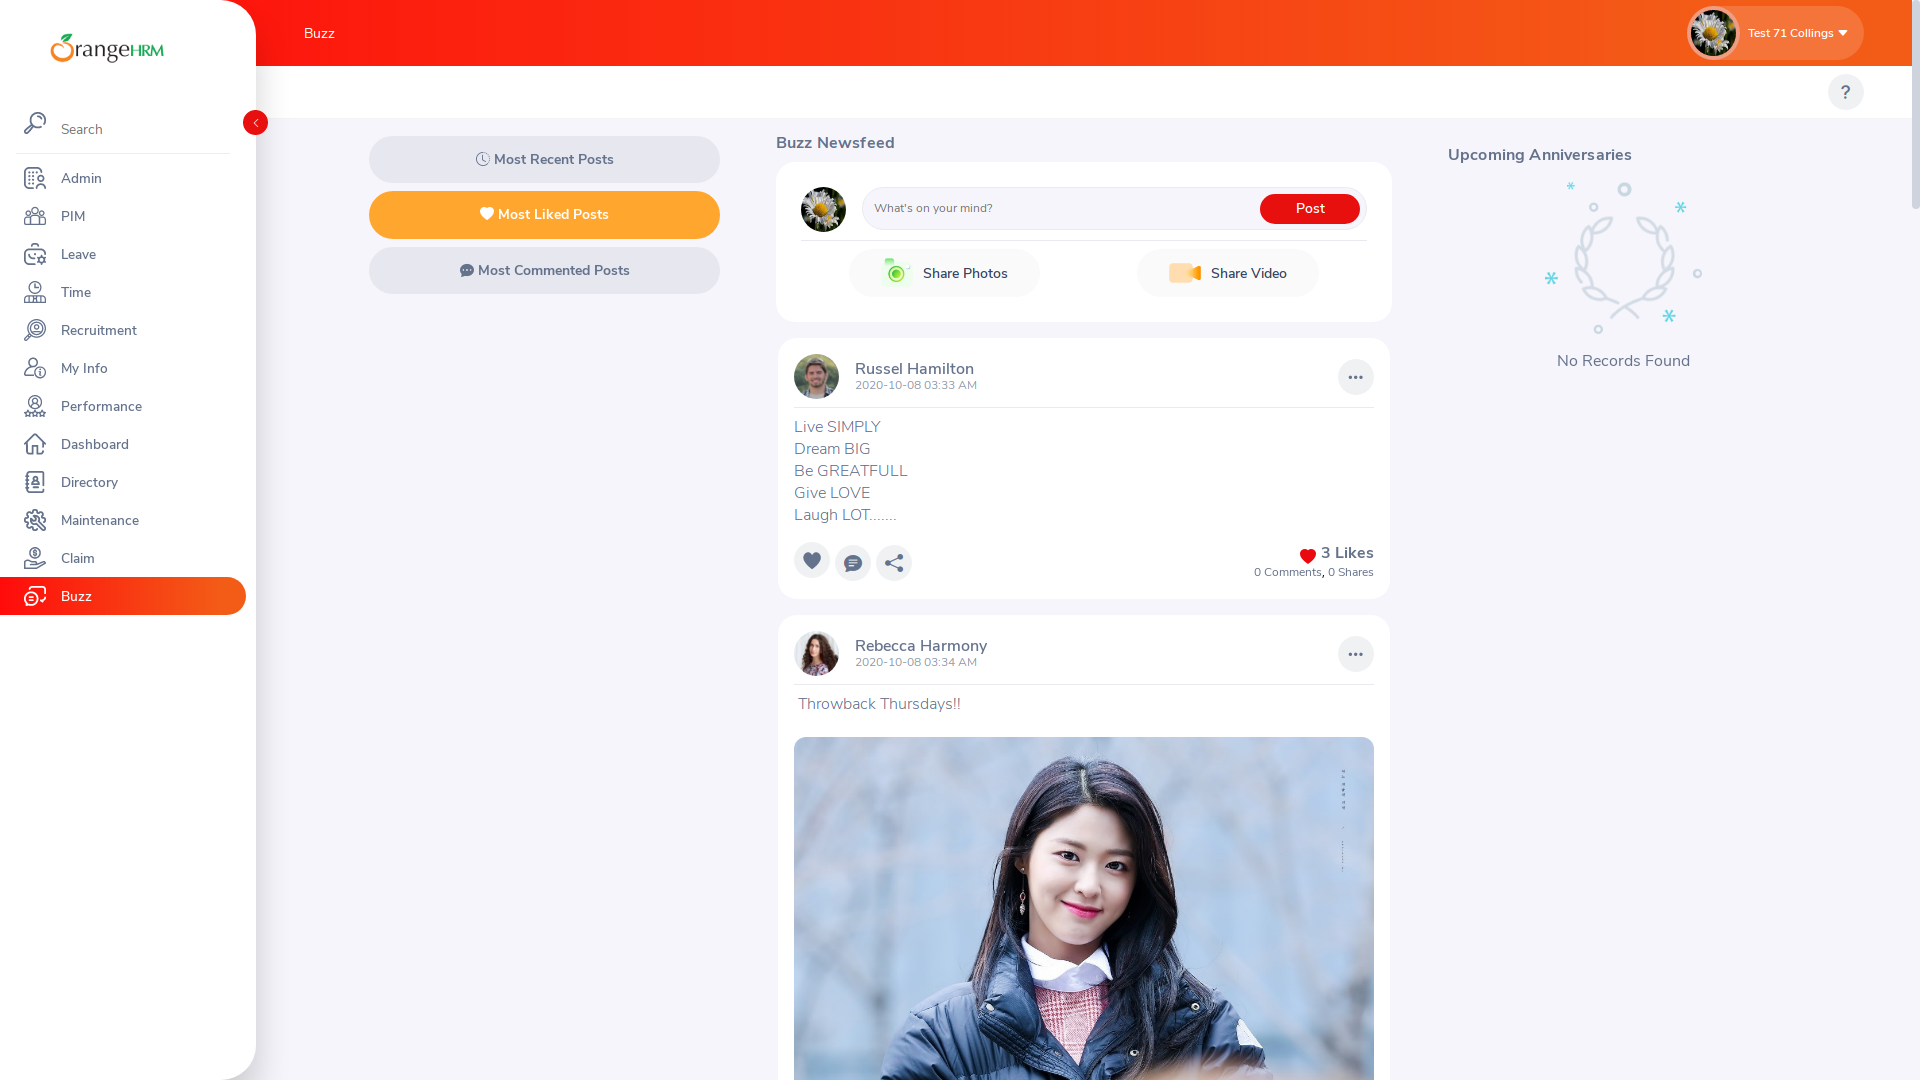 OrangeHRM
Search
Admin
PIM
Leave
Time
Recruitment
My Info
Performance
Dashboard
Directory
Maintenance
Claim
Buzz
Buzz
Test 71 Collings
?
Most Recent Posts
Most Liked Posts
Most Commented Posts
Buzz Newsfeed
What's on your mind?
Post
Share Photos
Share Video
Russel Hamilton
2020-10-08 03:33 AM
Live SIMPLY
Dream BIG
Be GREATFULL
Give LOVE
Laugh LOT.......
3 Likes
0 Comments, 0 Shares
Rebecca Harmony
2020-10-08 03:34 AM
Throwback Thursdays!!
Upcoming Anniversaries
No Records Found